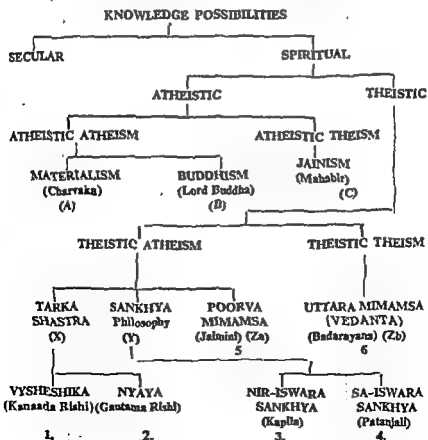 KNOWLEDGE POSSIBILITIES
SECULAR SPIRITUAL
ATHEISTIC THEISTIC
ATHEISTIC ATHEISM ATHEISTIC THEISM
MATERIALISM BUDDHISM JAINISM
(Charvaka) (Lord Buddha) (Mahabir)
(A) (B) (C)
THEISTIC ATHEISM THEISTIC THEISM
TARKA SANKHYA POORVA UTTARA MIMAMSA
SHASTRA Philosophy MIMAMSA (VEDANTA)
(X) (Y) (Jaimini) (Za) (Badarayana) (Zb)
5 6
VYSHESHIKA NYAYA NIR-ISWARA SA-ISWARA
(Kanaada Rishi) (Gautama Rishi) SANKHYA SANKHYA
(Kapila) (Patanjali)
1. 2. 3. 4.